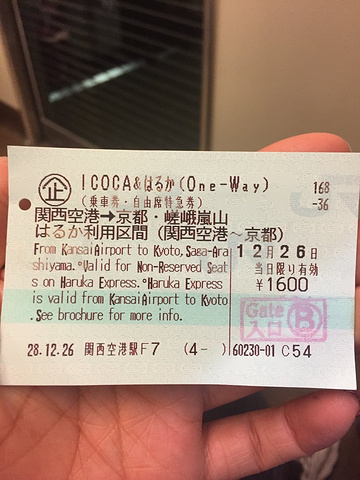 企 ICOCA&はるか(One-Way) 168
(乗車券・自由席特急券) -36
関西空港→京都・嵯峨嵐山
はるか利用区間 (関西空港~京都)
From KansaiAirport to Kyoto, Saga-Ara
shiyama.°Valid for Non-Reserved Seat
s on Haruka Express.°Haruka Express
is valid from KansaiAirport to Kyoto
.See brochure for more info.
12月26日
当日限り有効
¥1600
Gate
入口 B
28.12.26 関西空港駅F7 (4- ) 60230-01 C54